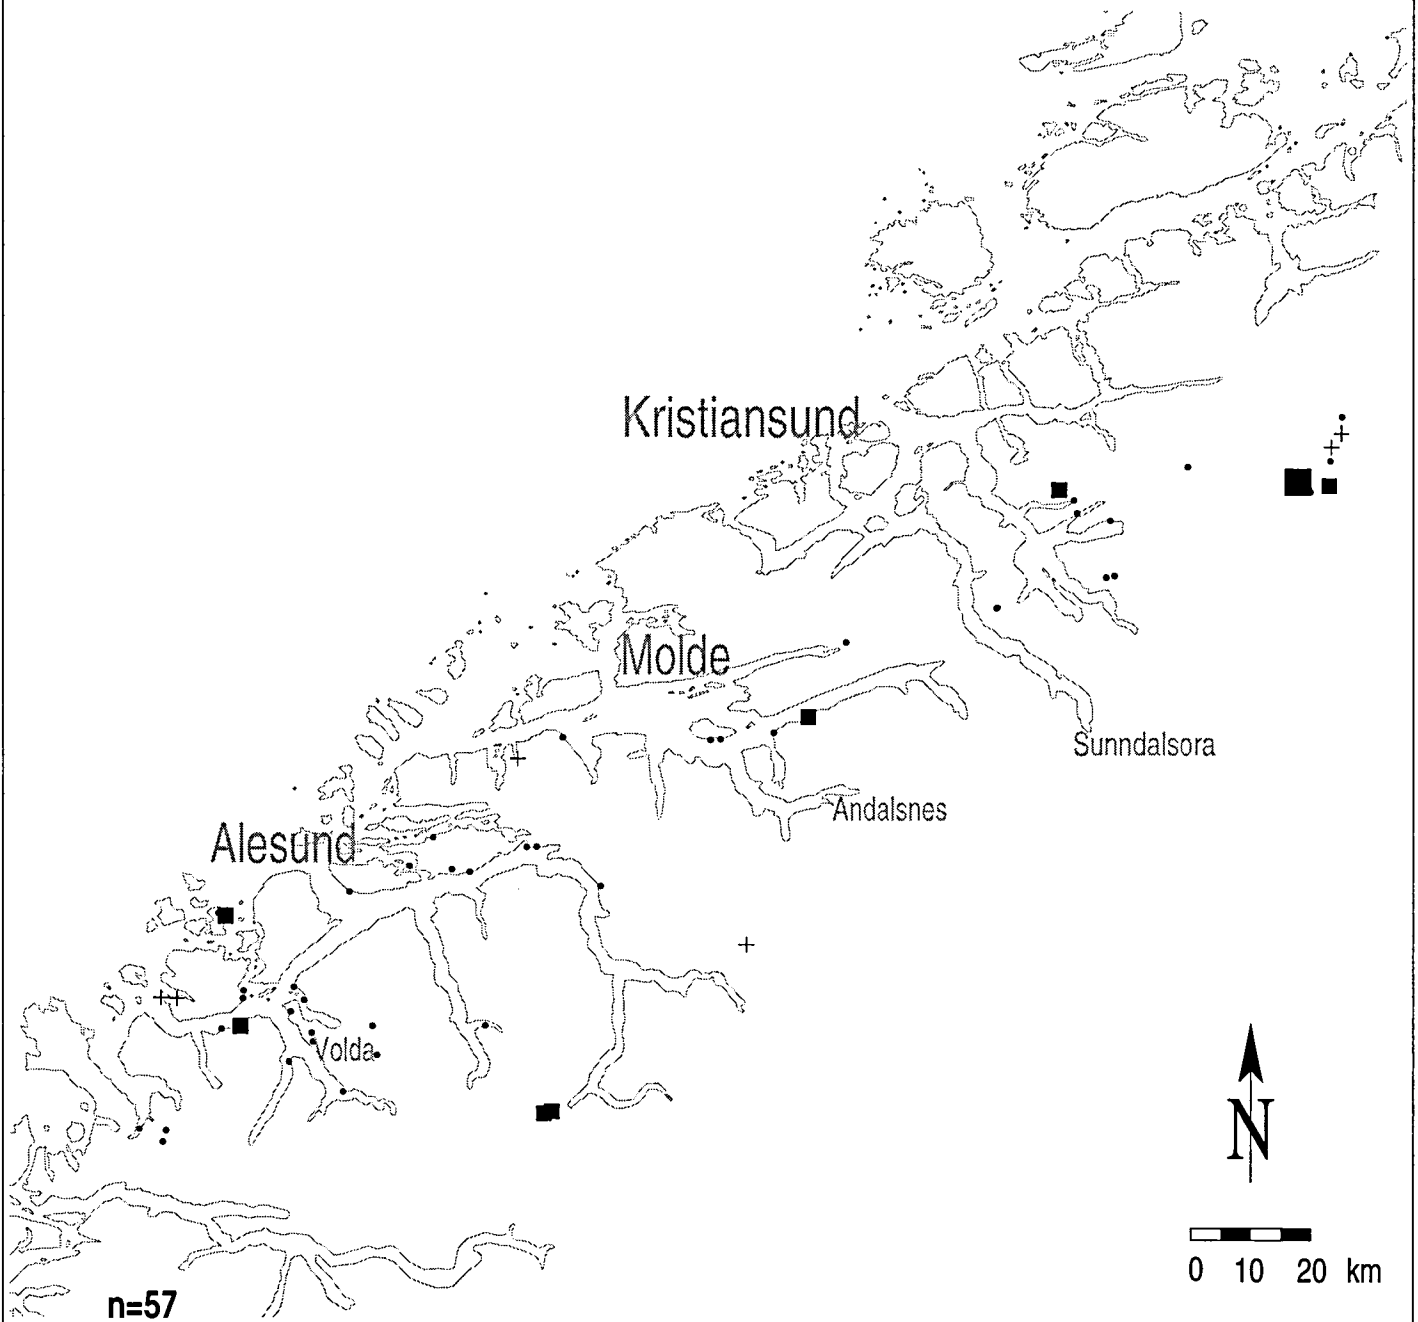 Kristiansund
Molde
Sunndalsora
Andalsnes
Alesund
Volda
N
0 10 20 km
n=57